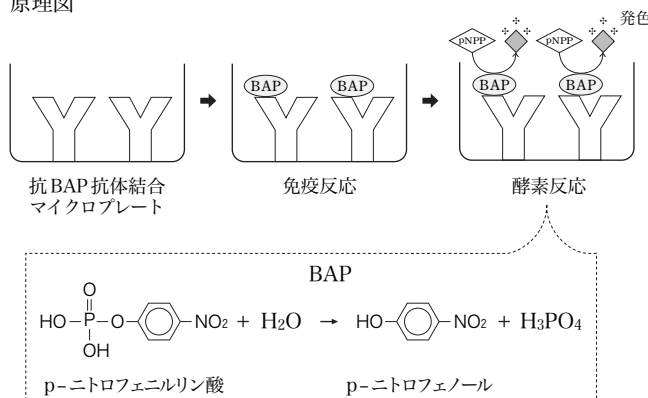 原理図
発色
pNPP pNPP
BAP BAP BAP BAP
抗BAP抗体結合
マイクロプレート
免疫反応
酵素反応
BAP
O
HO–P–O– –NO₂ + H₂O → HO– –NO₂ + H₃PO₄
OH
p−ニトロフェニルリン酸 p−ニトロフェノール